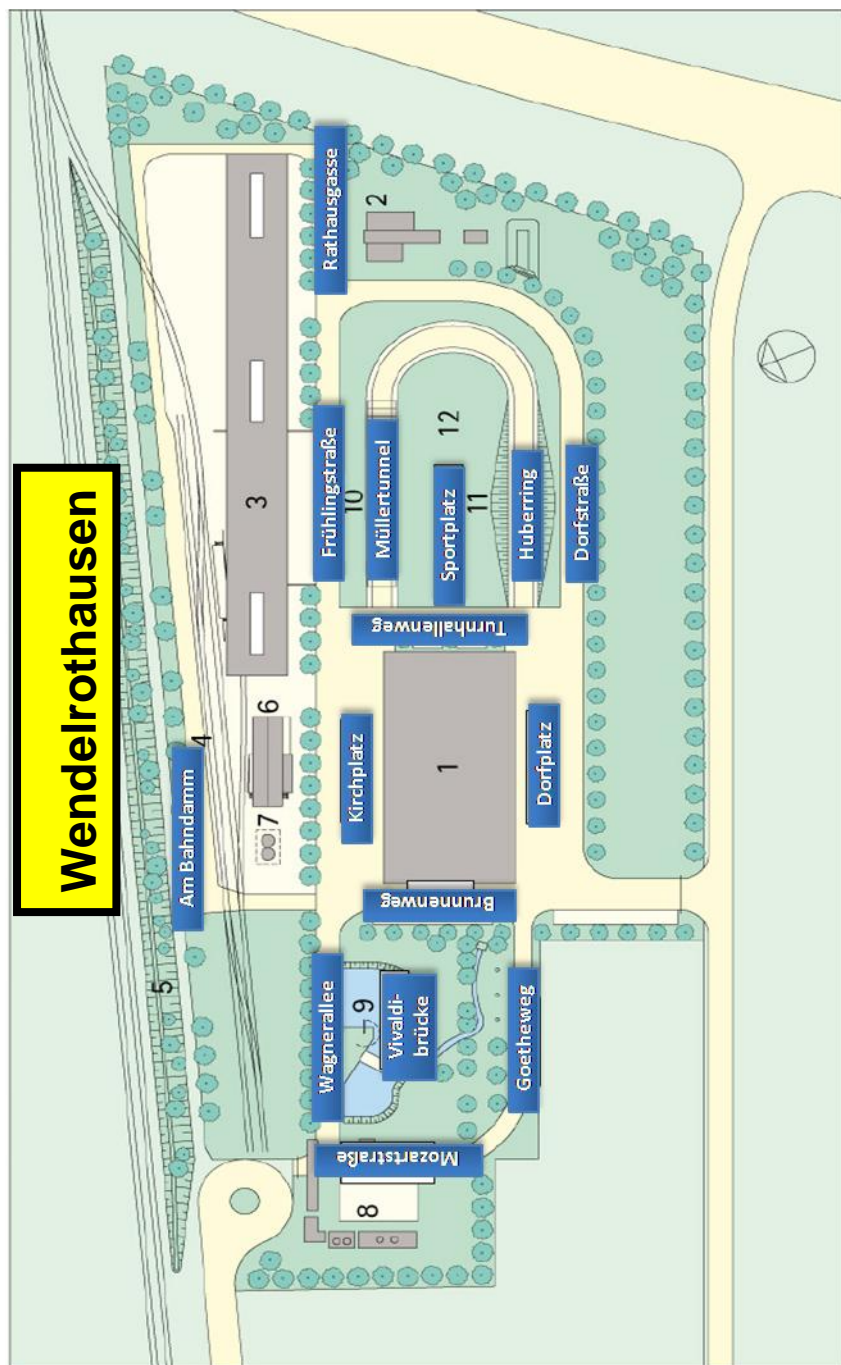 Wendelrothausen
Am Bahndamm
Rathausgasse
Frühlingstraße
Müllertunnel
Sportplatz
Huberring
Dorfstraße
Turnhallenweg
Kirchplatz
Dorfplatz
Brunnenweg
Wagnerallee
Vivaldi-
brücke
Goetheweg
Mozartstraße
1
2
3
4
5
6
7
8
9
10
11
12